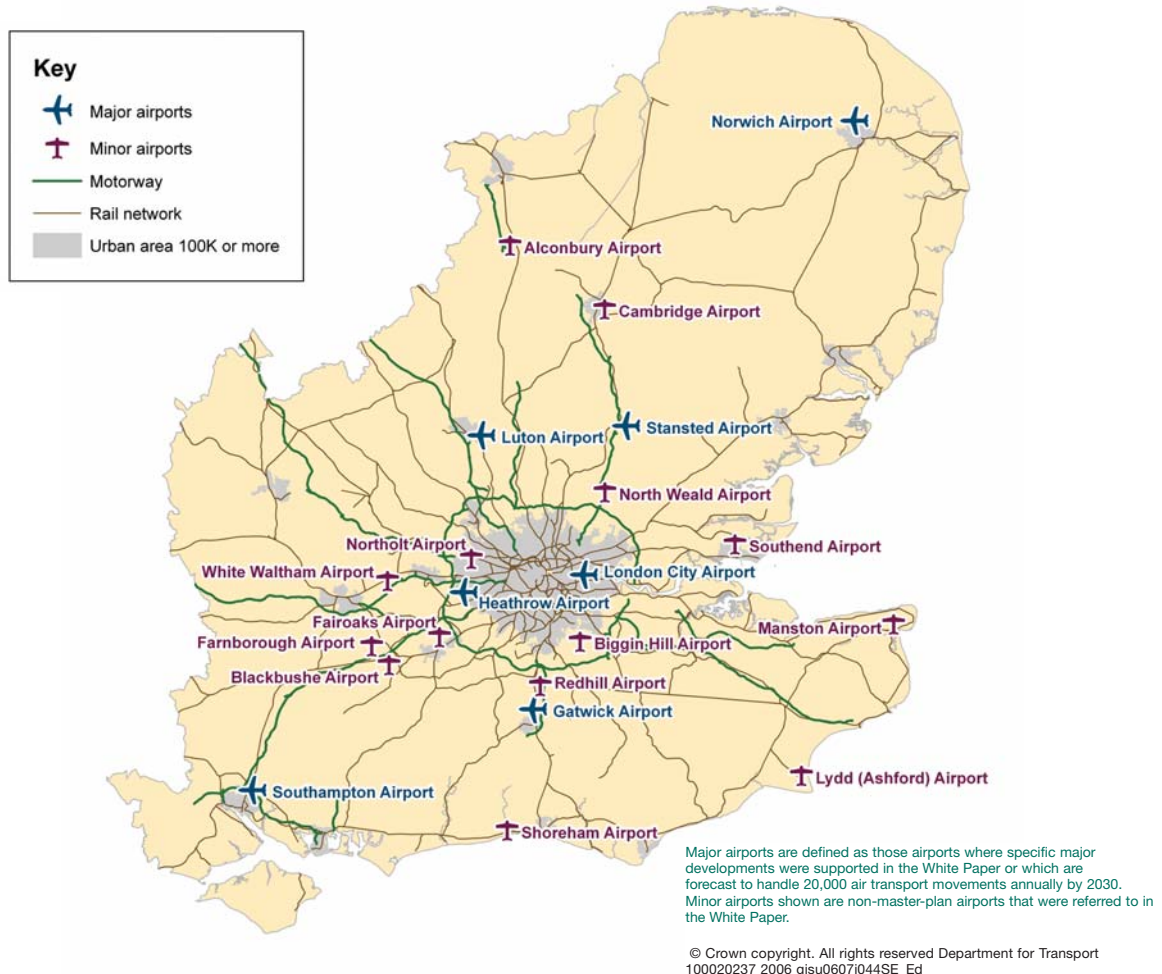 Key
Major airports
Minor airports
Motorway
Rail network
Urban area 100K or more
Norwich Airport
Alconbury Airport
Cambridge Airport
Luton Airport
Stansted Airport
North Weald Airport
Northolt Airport
Southend Airport
White Waltham Airport
London City Airport
Heathrow Airport
Fairoaks Airport
Farnborough Airport
Manston Airport
Biggin Hill Airport
Blackbushe Airport
Redhill Airport
Gatwick Airport
Lydd (Ashford) Airport
Southampton Airport
Shoreham Airport
Major airports are defined as those airports where specific major
developments were supported in the White Paper or which are
forecast to handle 20,000 air transport movements annually by 2030.
Minor airports shown are non-master-plan airports that were referred to in
the White Paper.
© Crown copyright. All rights reserved Department for Transport
100020237 2006 gisu0607j044SE_Ed